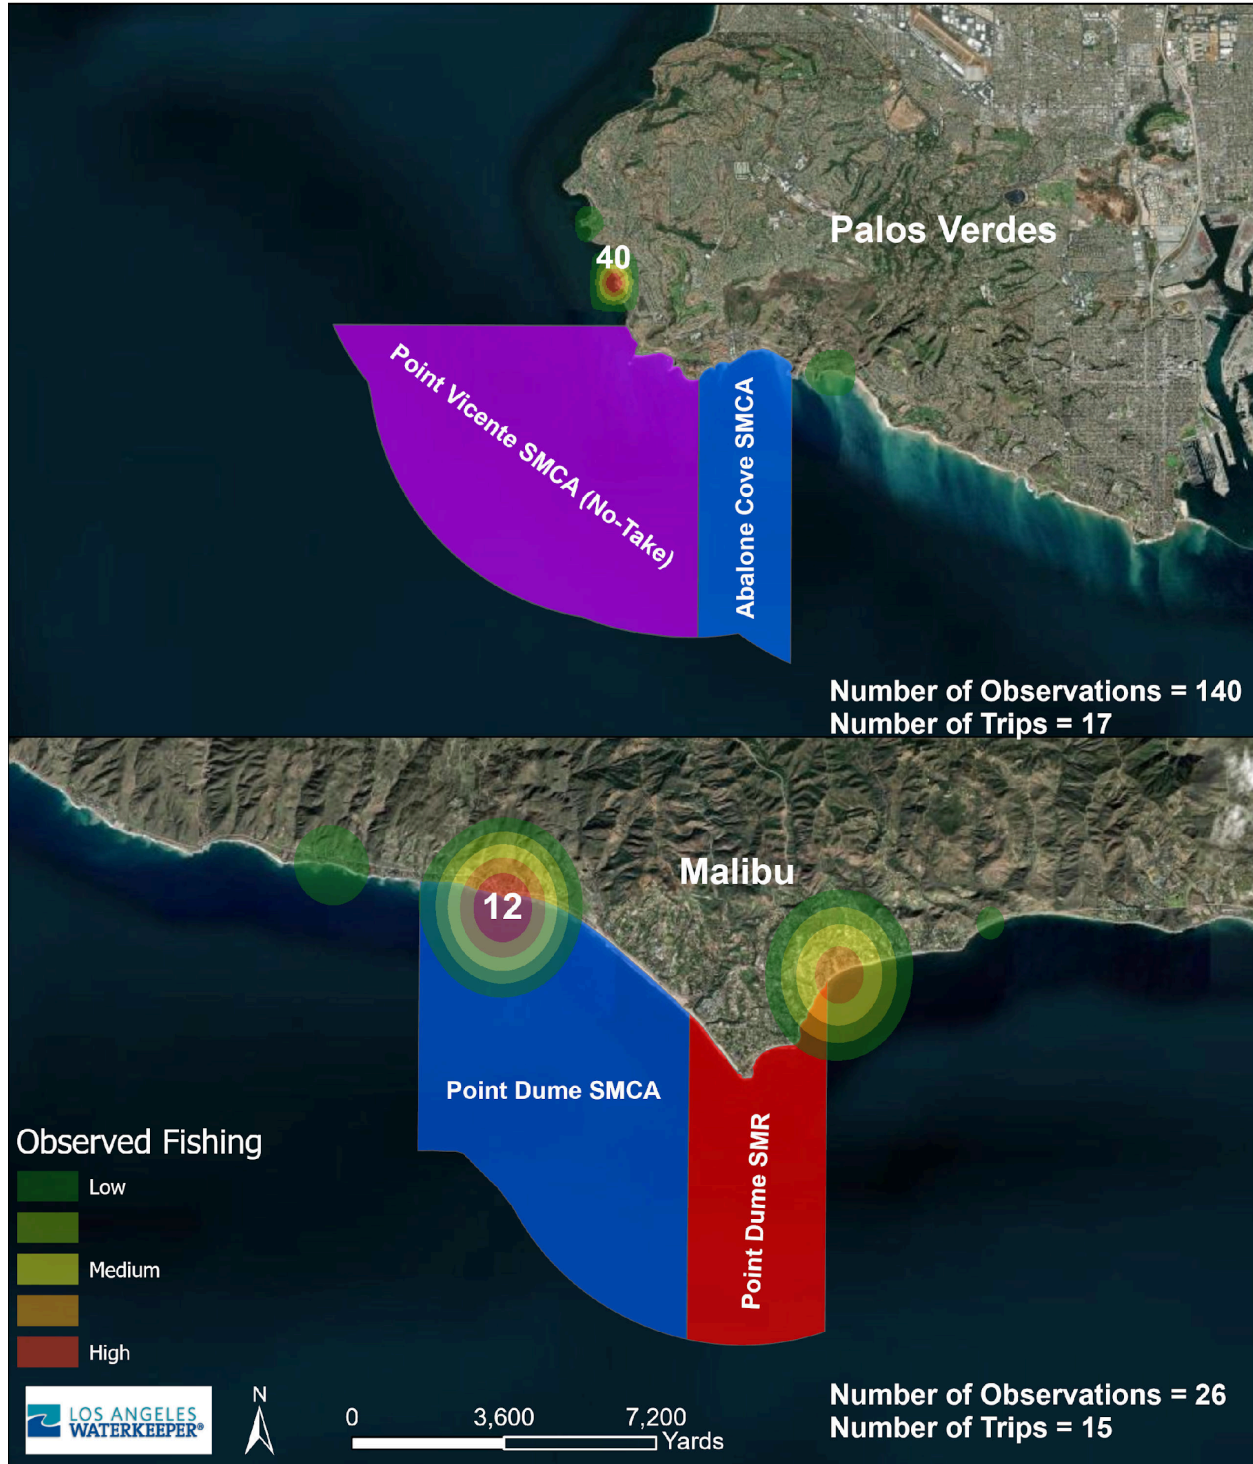 Palos Verdes
40
Point Vicente SMCA (No-Take)
Abalone Cove SMCA
Number of Observations = 140
Number of Trips = 17
Malibu
12
Point Dume SMCA
Point Dume SMR
Observed Fishing
Low
Medium
High
LOS ANGELES
WATERKEEPER®
N
0 3,600 7,200
Yards
Number of Observations = 26
Number of Trips = 15